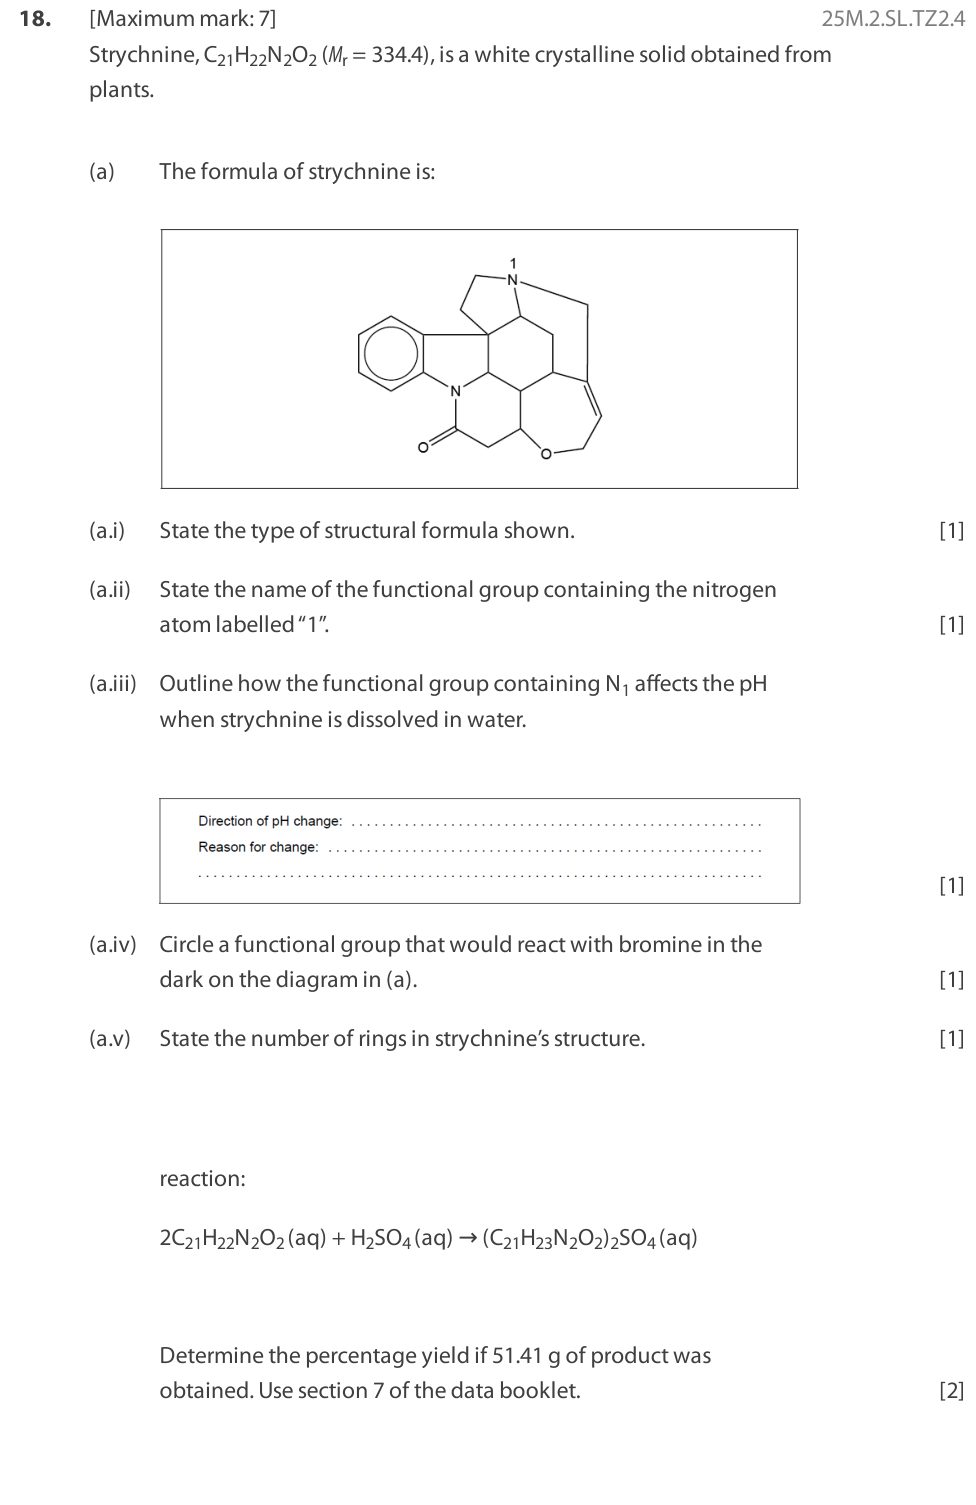 18. [Maximum mark: 7] 25M.2.SL.TZ2.4
Strychnine, C₂₁H₂₂N₂O₂ (Mᵣ = 334.4), is a white crystalline solid obtained from
plants.
(a) The formula of strychnine is:
1
N
N
O
O
(a.i) State the type of structural formula shown. [1]
(a.ii) State the name of the functional group containing the nitrogen
atom labelled “1”. [1]
(a.iii) Outline how the functional group containing N₁ affects the pH
when strychnine is dissolved in water.
Direction of pH change: ................................................
Reason for change: ................................................
................................................
[1]
(a.iv) Circle a functional group that would react with bromine in the
dark on the diagram in (a). [1]
(a.v) State the number of rings in strychnine’s structure. [1]
reaction:
2C₂₁H₂₂N₂O₂ (aq) + H₂SO₄ (aq) → (C₂₁H₂₃N₂O₂)₂SO₄ (aq)
Determine the percentage yield if 51.41 g of product was
obtained. Use section 7 of the data booklet. [2]